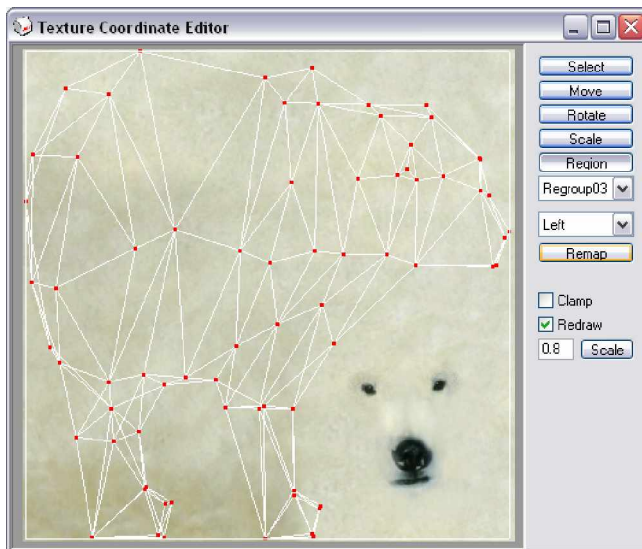 Texture Coordinate Editor
Select
Move
Rotate
Scale
Region
Regroup03
Left
Remap
Clamp
Redraw
0.8 Scale